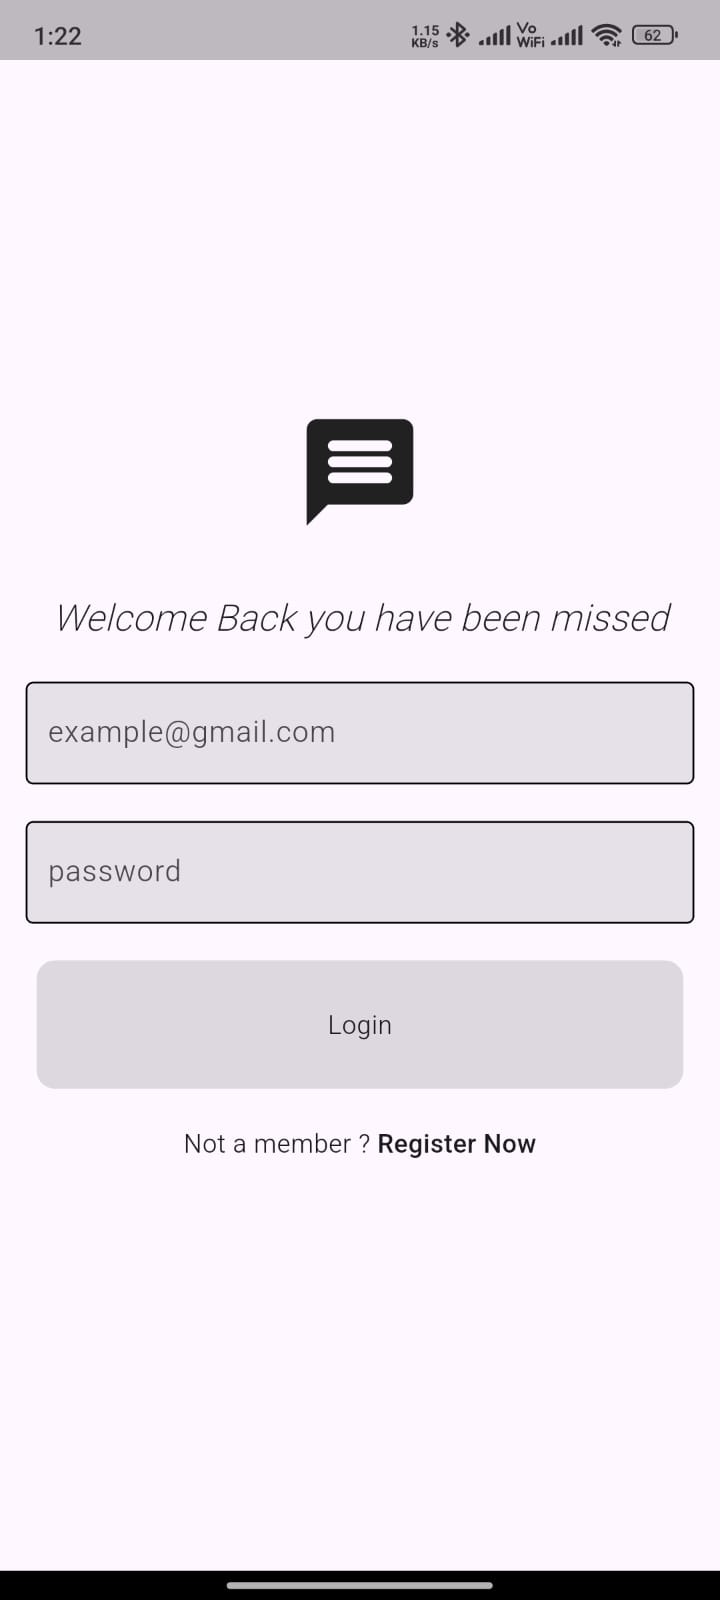 1:22 1.15 KB/s Vo WiFi 62
Welcome Back you have been missed
example@gmail.com
password
Login
Not a member ? Register Now